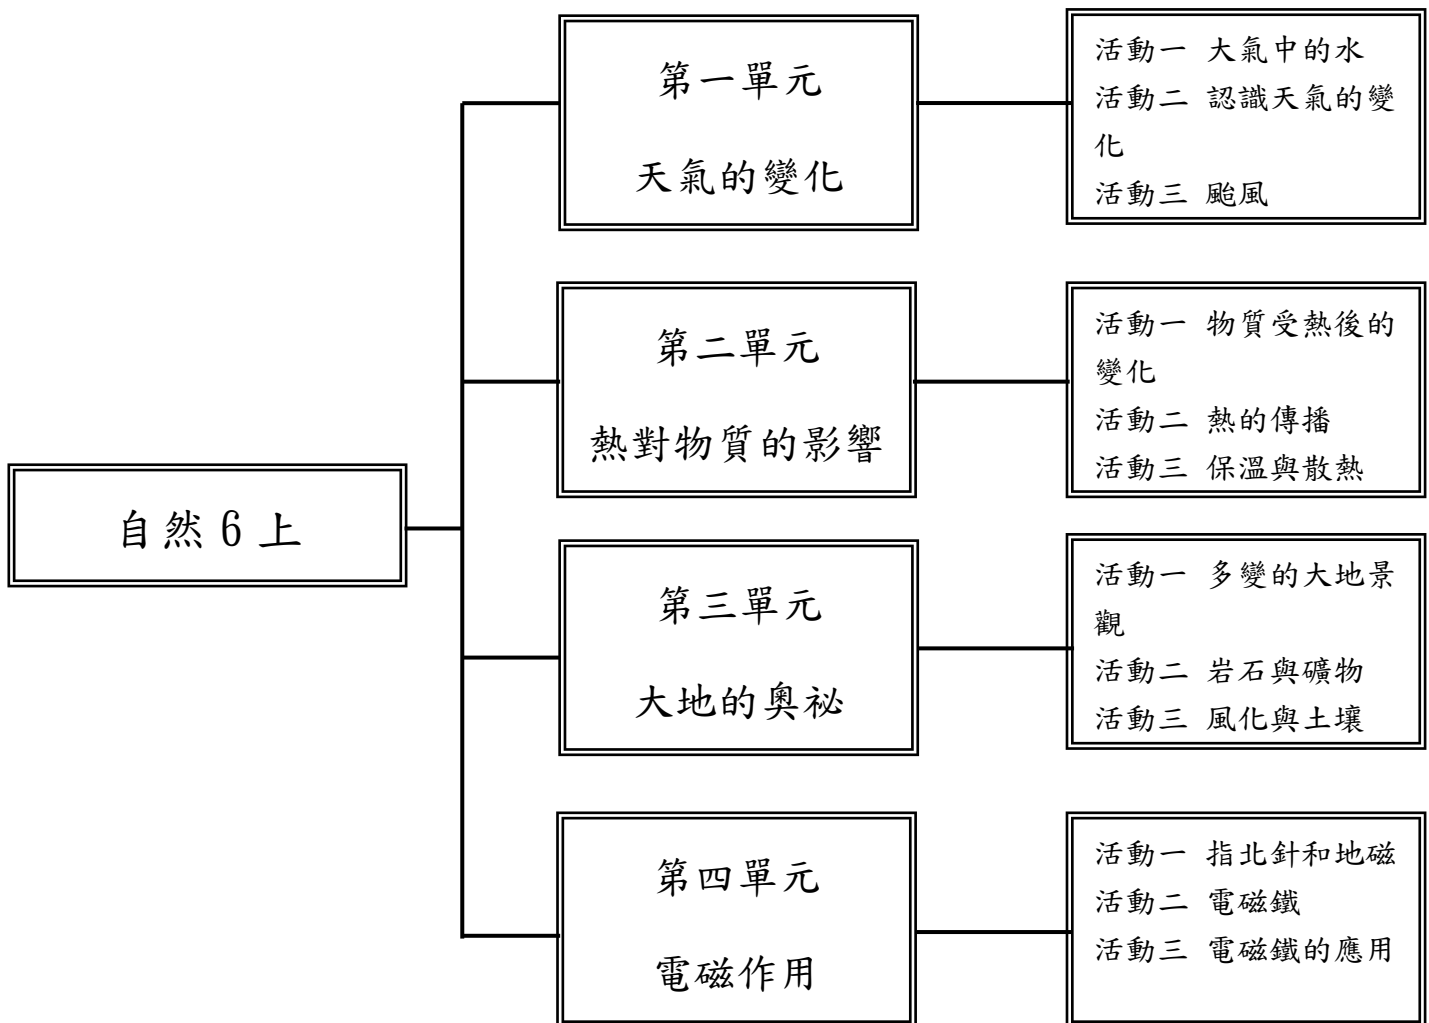 自然6上
第一單元
天氣的變化
活動一 大氣中的水
活動二 認識天氣的變
化
活動三 颱風
第二單元
熱對物質的影響
活動一 物質受熱後的
變化
活動二 熱的傳播
活動三 保溫與散熱
第三單元
大地的奧祕
活動一 多變的大地景
觀
活動二 岩石與礦物
活動三 風化與土壤
第四單元
電磁作用
活動一 指北針和地磁
活動二 電磁鐵
活動三 電磁鐵的應用